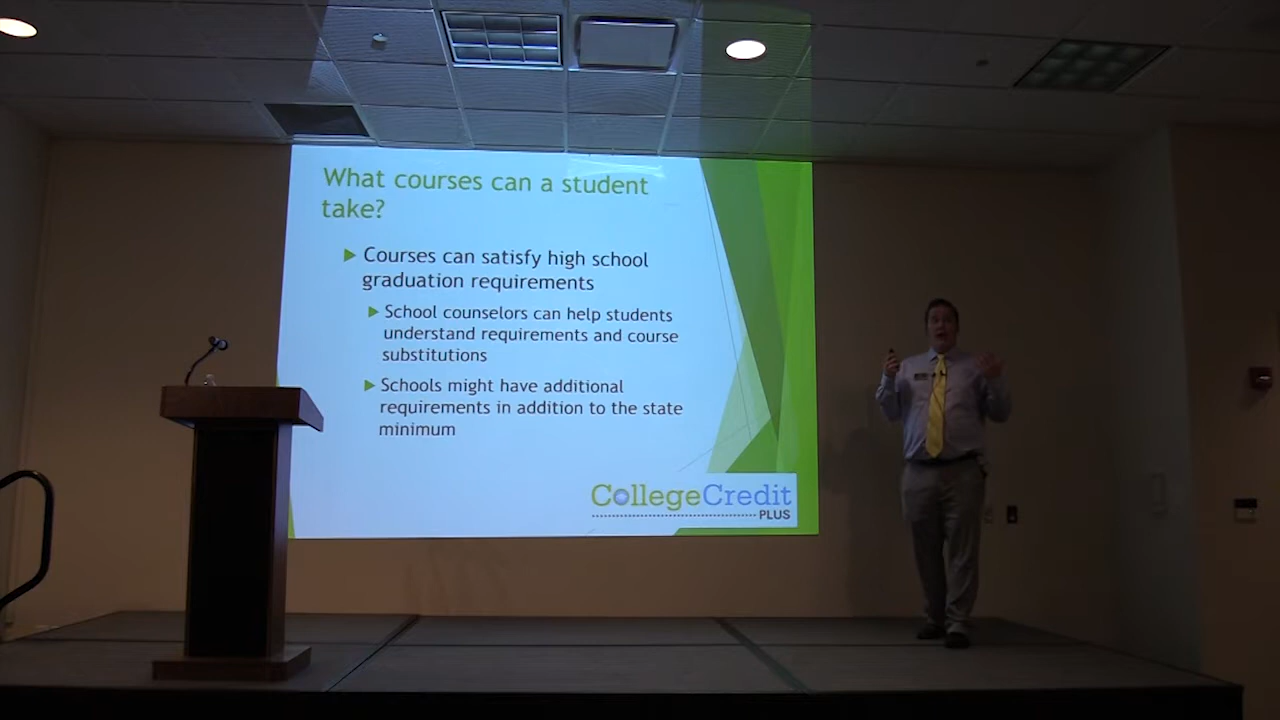 What courses can a student
take?
Courses can satisfy high school
graduation requirements
School counselors can help students
understand requirements and course
substitutions
Schools might have additional
requirements in addition to the state
minimum
CollegeCredit
PLUS